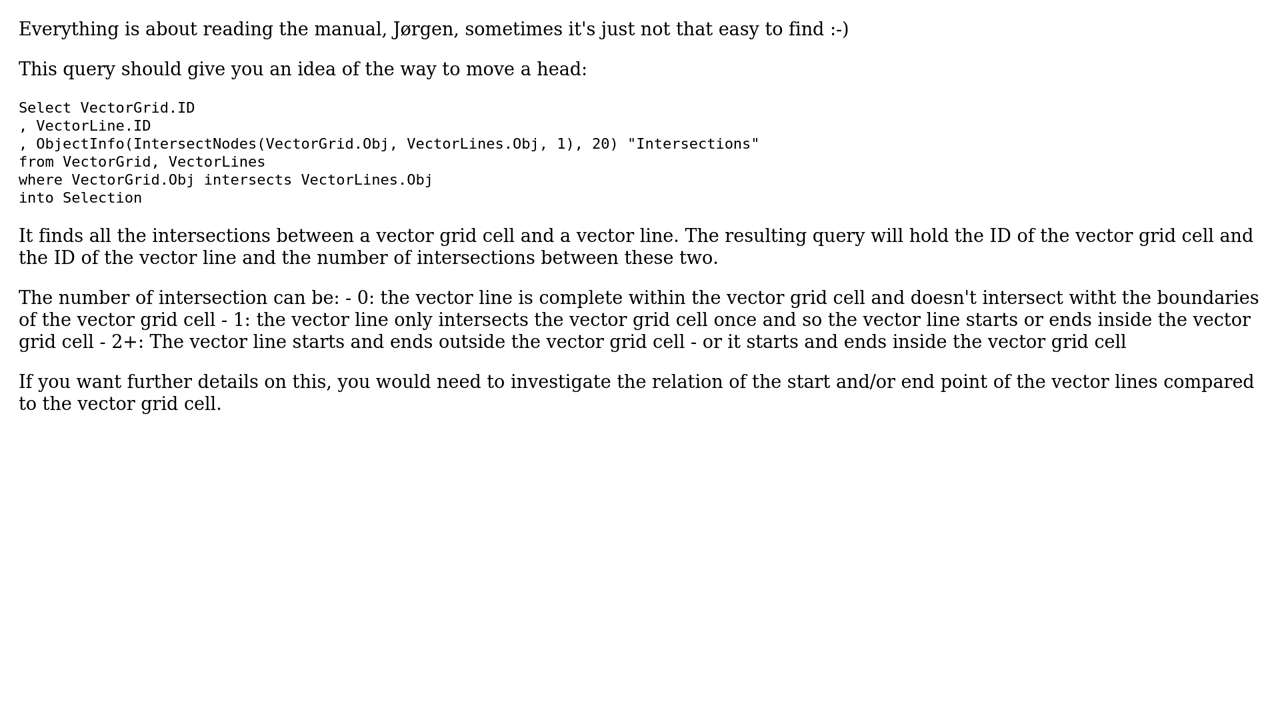 Everything is about reading the manual, Jørgen, sometimes it's just not that easy to find :-)
This query should give you an idea of the way to move a head:
Select VectorGrid.ID
, VectorLine.ID
, ObjectInfo(IntersectNodes(VectorGrid.Obj, VectorLines.Obj, 1), 20) "Intersections"
from VectorGrid, VectorLines
where VectorGrid.Obj intersects VectorLines.Obj
into Selection
It finds all the intersections between a vector grid cell and a vector line. The resulting query will hold the ID of the vector grid cell and
the ID of the vector line and the number of intersections between these two.
The number of intersection can be: - 0: the vector line is complete within the vector grid cell and doesn't intersect witht the boundaries
of the vector grid cell - 1: the vector line only intersects the vector grid cell once and so the vector line starts or ends inside the vector
grid cell - 2+: The vector line starts and ends outside the vector grid cell - or it starts and ends inside the vector grid cell
If you want further details on this, you would need to investigate the relation of the start and/or end point of the vector lines compared
to the vector grid cell.